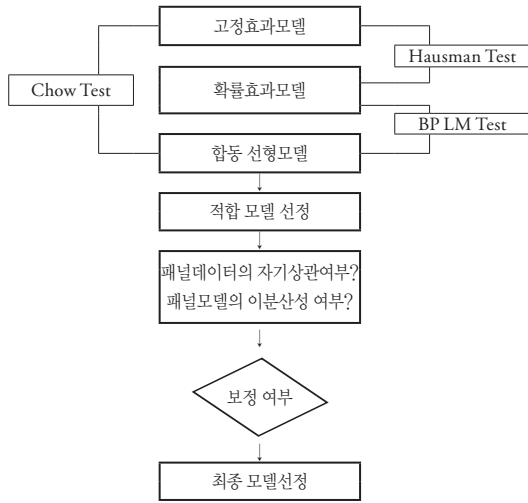 고정효과모델
Hausman Test
Chow Test
확률효과모델
BP LM Test
합동 선형모델
적합 모델 선정
패널데이터의 자기상관여부?
패널모델의 이분산성 여부?
보정 여부
최종 모델선정